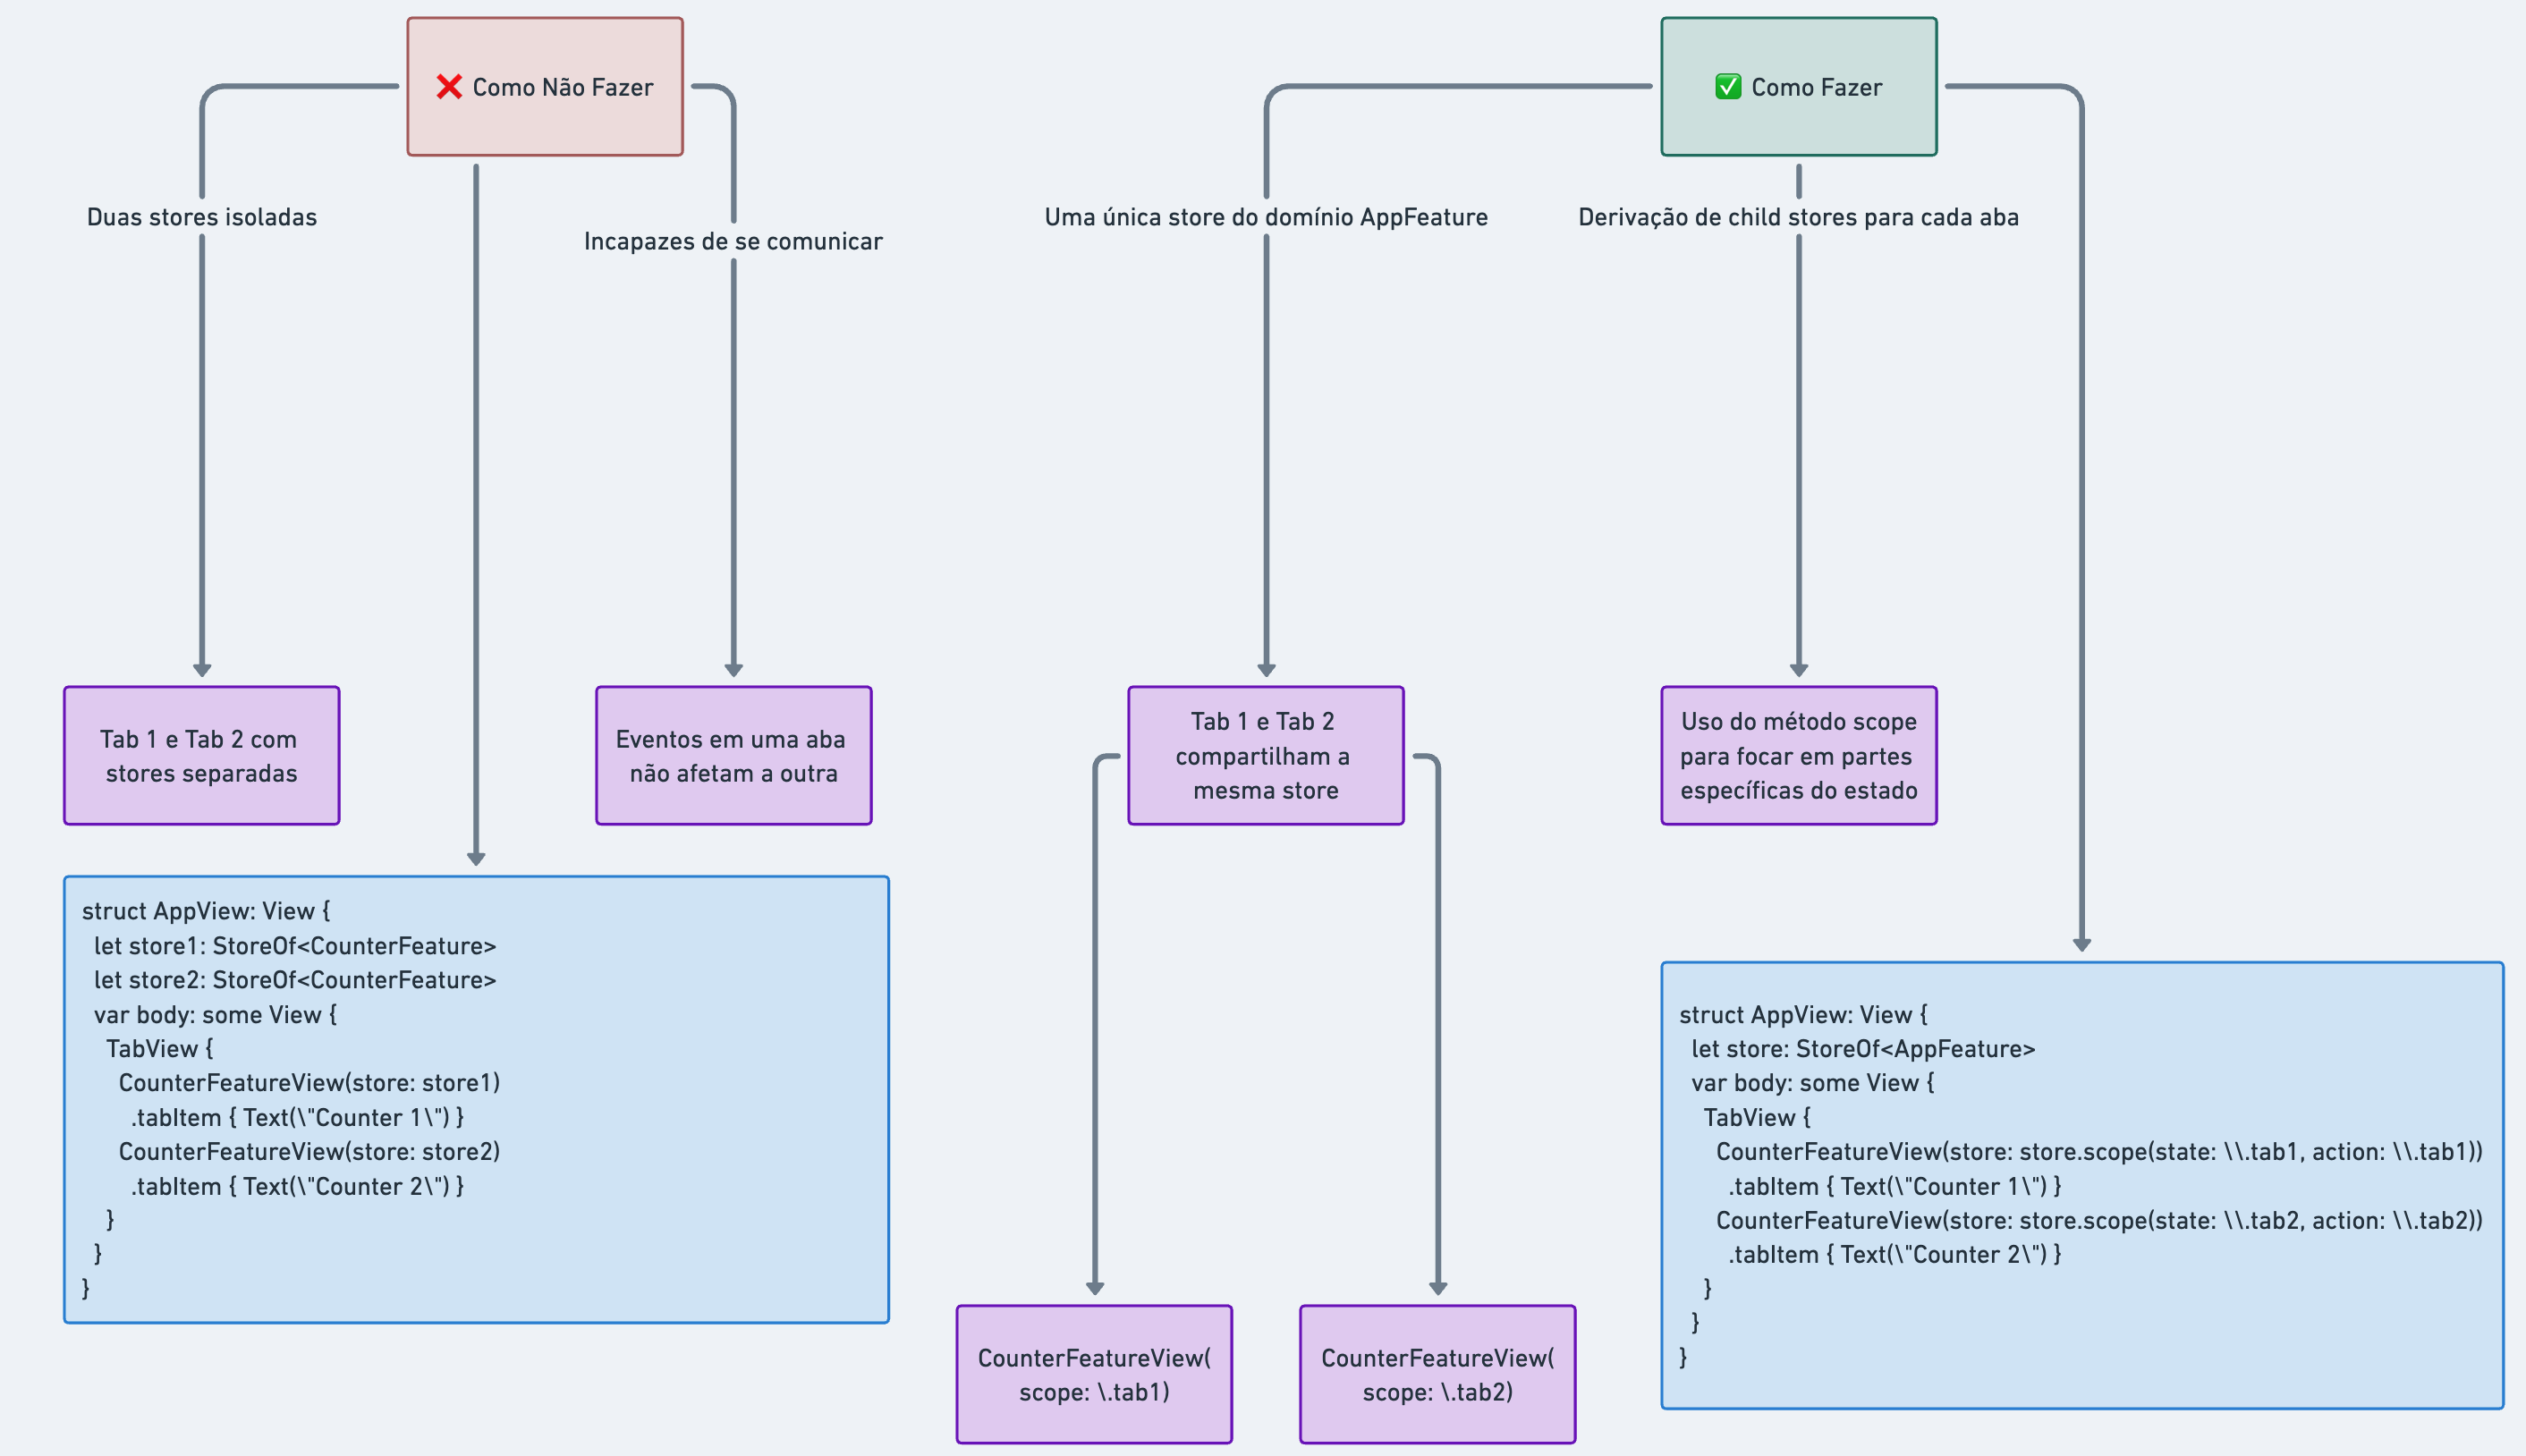 ❌ Como Não Fazer
Duas stores isoladas
Incapazes de se comunicar
Tab 1 e Tab 2 com
stores separadas
Eventos em uma aba
não afetam a outra
struct AppView: View {
  let store1: StoreOf<CounterFeature>
  let store2: StoreOf<CounterFeature>
  var body: some View {
    TabView {
      CounterFeatureView(store: store1)
        .tabItem { Text(\"Counter 1\") }
      CounterFeatureView(store: store2)
        .tabItem { Text(\"Counter 2\") }
    }
  }
}
✅ Como Fazer
Uma única store do domínio AppFeature
Derivação de child stores para cada aba
Tab 1 e Tab 2
compartilham a
mesma store
Uso do método scope
para focar em partes
específicas do estado
CounterFeatureView(
scope: \.tab1)
CounterFeatureView(
scope: \.tab2)
struct AppView: View {
  let store: StoreOf<AppFeature>
  var body: some View {
    TabView {
      CounterFeatureView(store: store.scope(state: \\.tab1, action: \\.tab1))
        .tabItem { Text(\"Counter 1\") }
      CounterFeatureView(store: store.scope(state: \\.tab2, action: \\.tab2))
        .tabItem { Text(\"Counter 2\") }
    }
  }
}